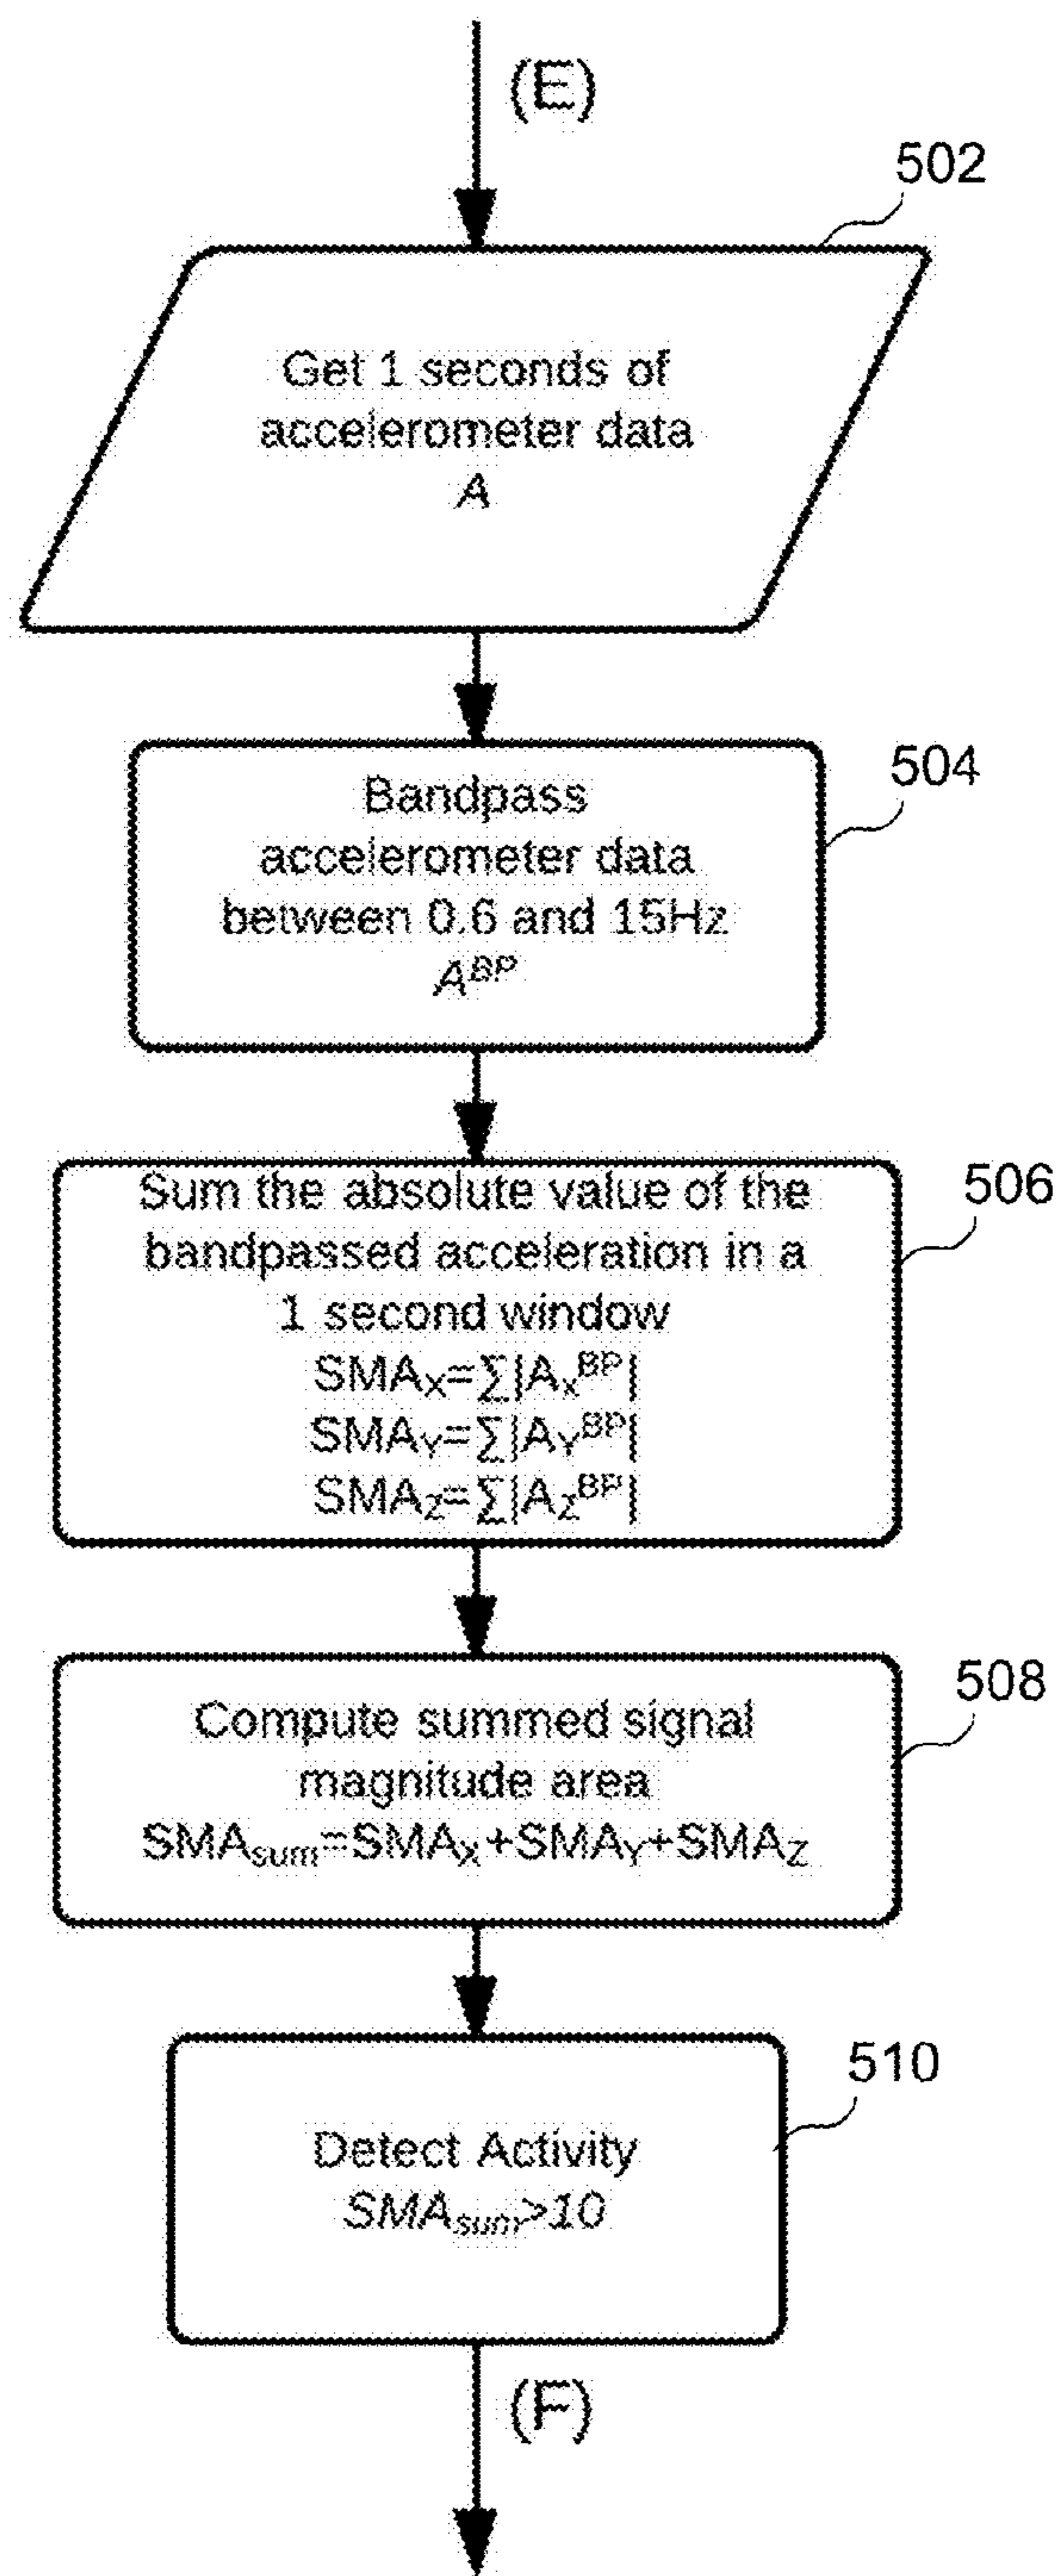 (E)
502
Get 1 seconds of
accelerometer data
A
504
Bandpass
accelerometer data
between 0.6 and 15Hz
A^BP
506
Sum the absolute value of the
bandpassed acceleration in a
1 second window
SMA_X=∑|A_X^BP|
SMA_Y=∑|A_Y^BP|
SMA_Z=∑|A_Z^BP|
508
Compute summed signal
magnitude area
SMA_sum=SMA_X+SMA_Y+SMA_Z
510
Detect Activity
SMA_sum>10
(F)